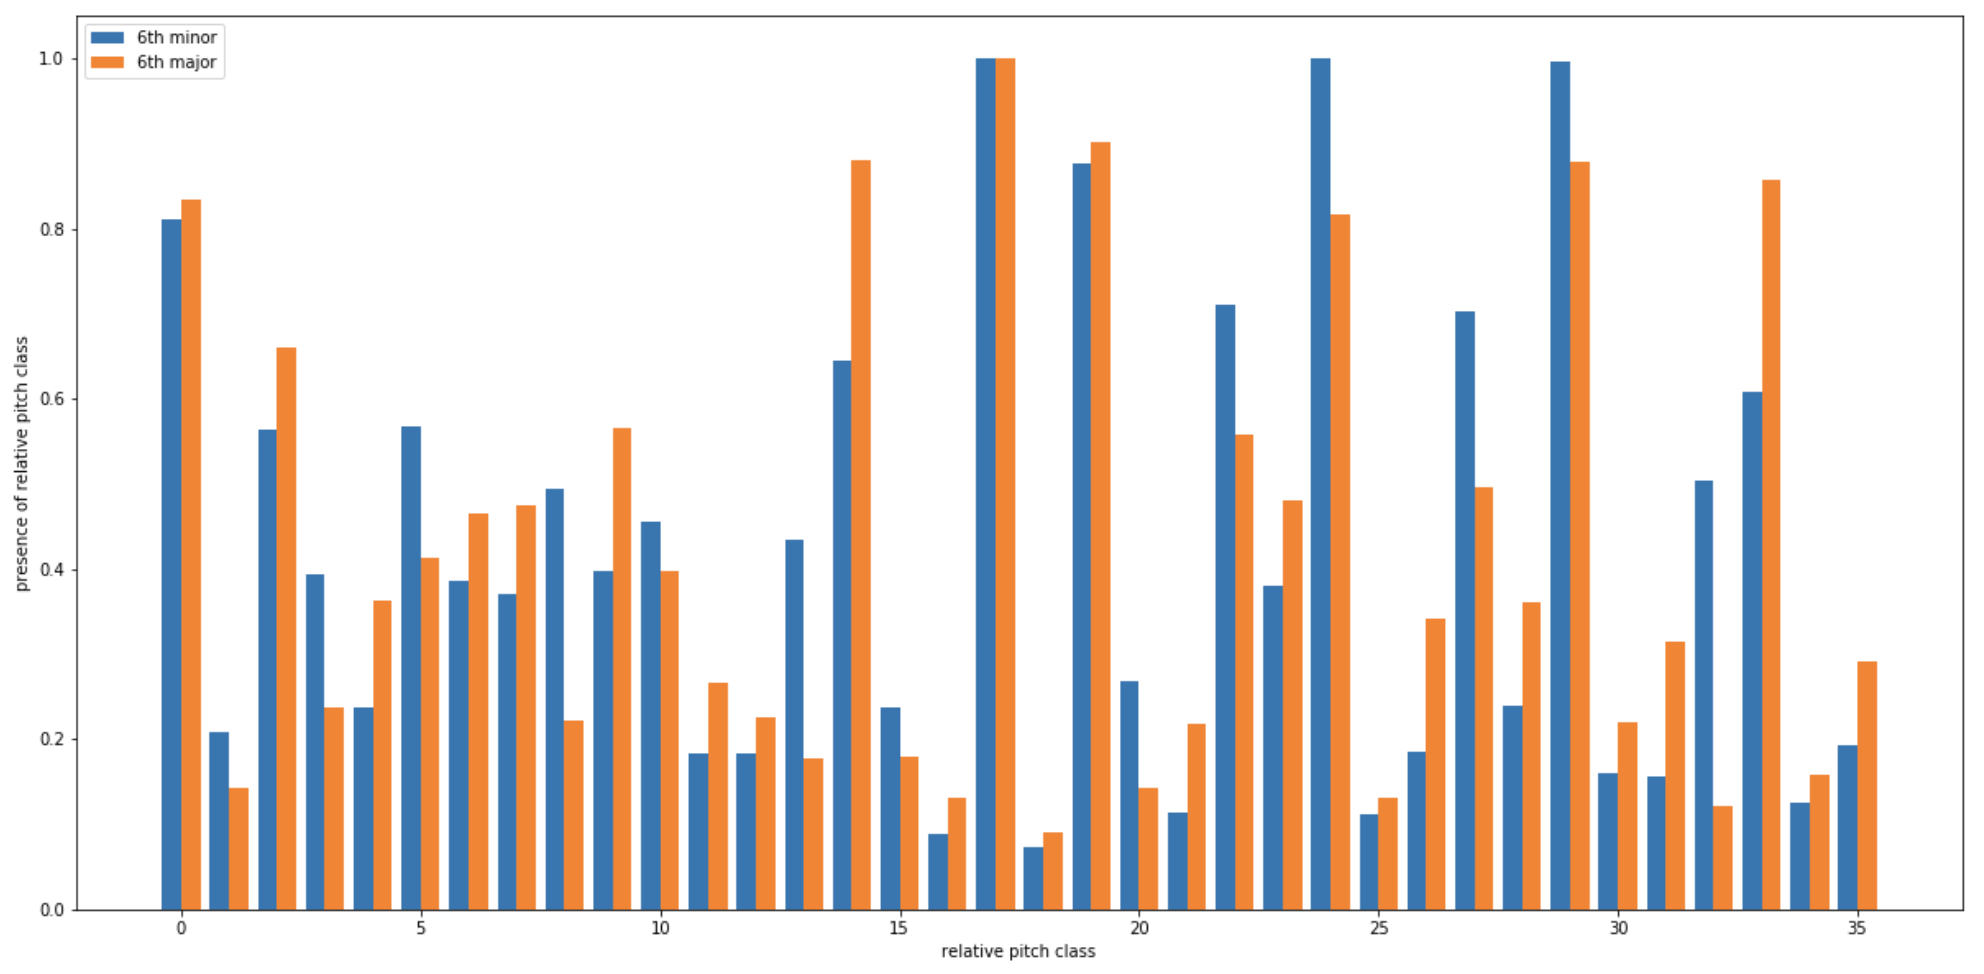 6th minor
6th major
1.0
0.8
0.6
0.4
0.2
0.0
presence of relative pitch class
0 5 10 15 20 25 30 35
relative pitch class